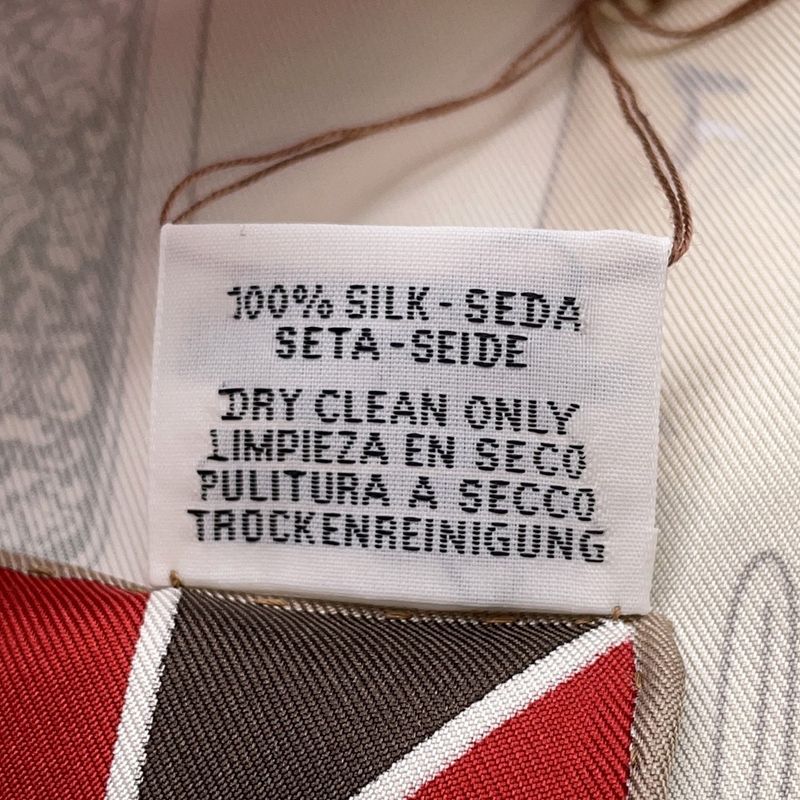 100% SILK - SEDA
SETA - SEIDE
DRY CLEAN ONLY
LIMPIEZA EN SECO
PULITURA A SECCO
TROCKENREINIGUNG